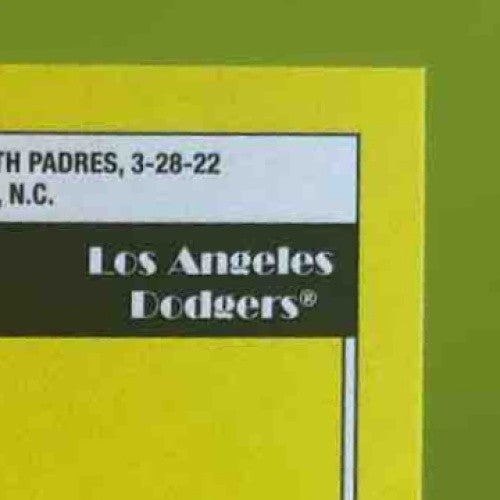 TH PADRES, 3-28-22
, N.C.
Los Angeles
Dodgers®